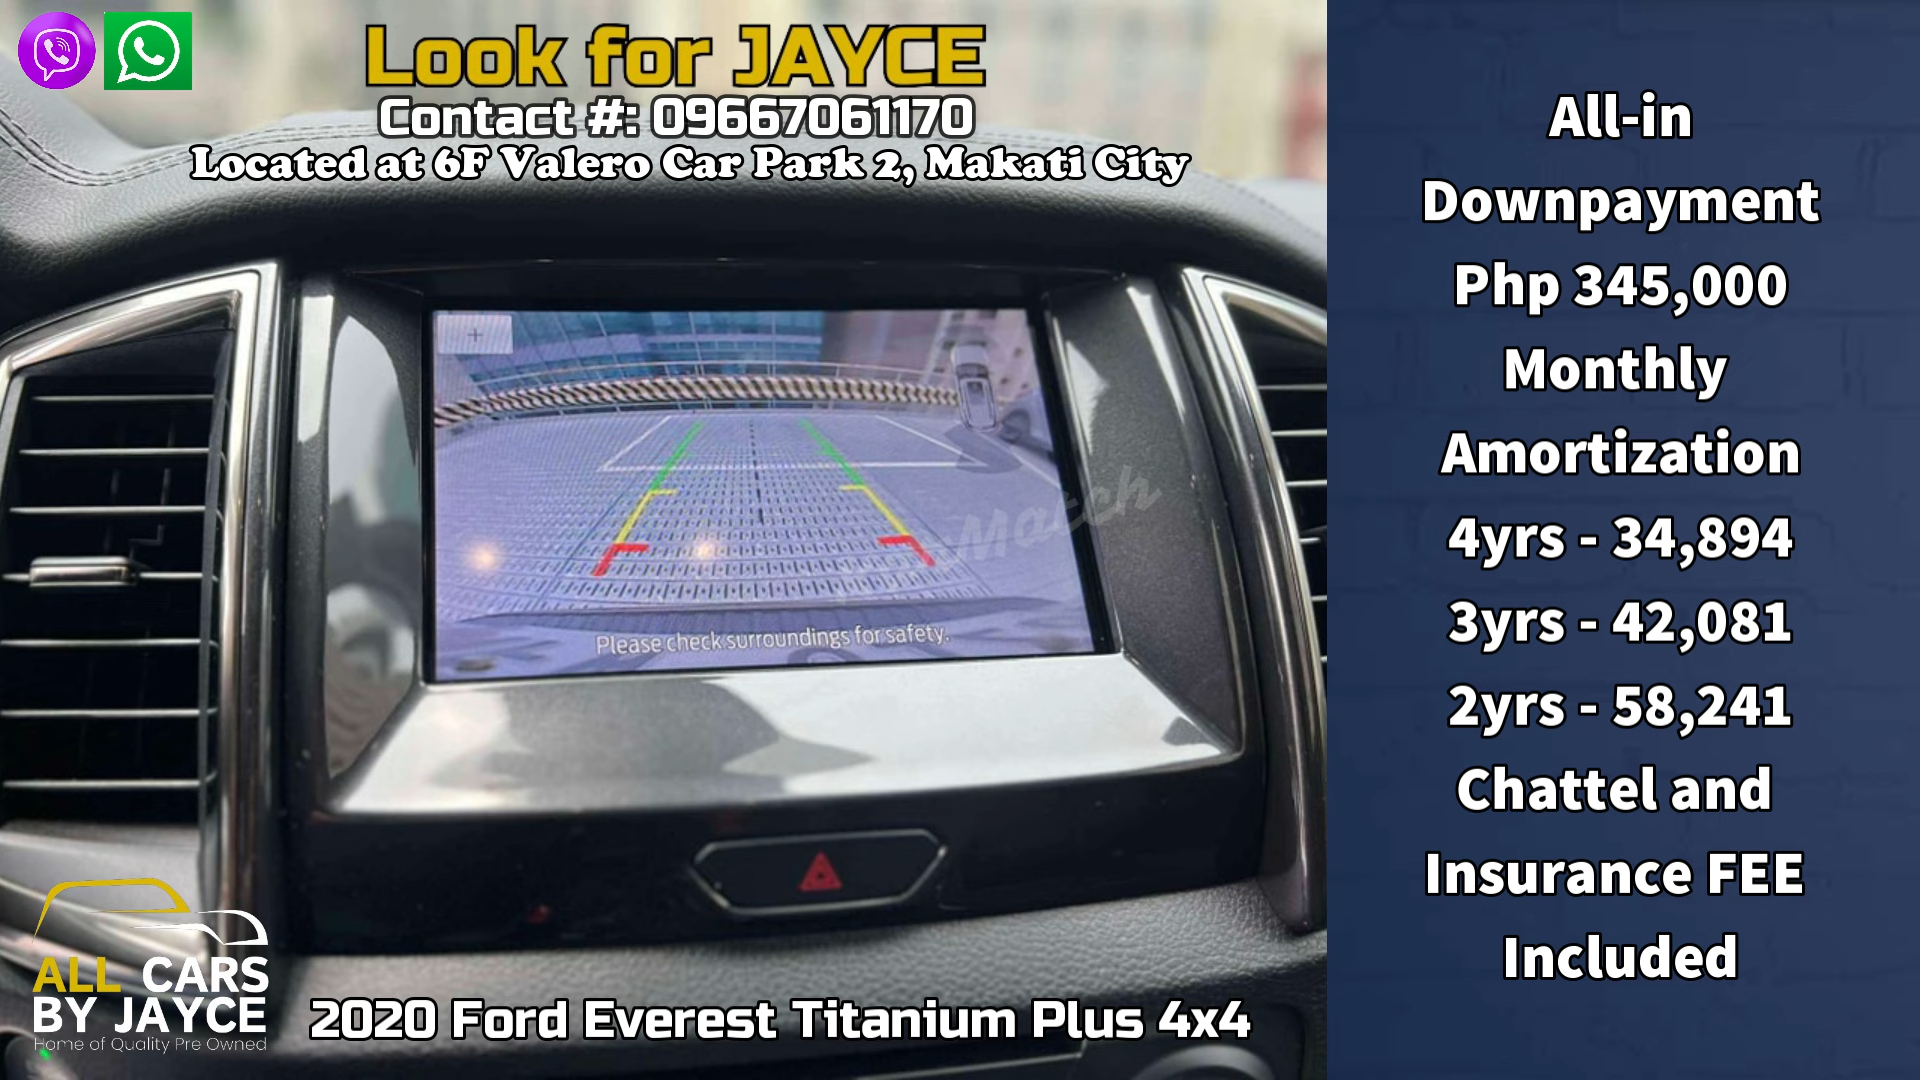 Look for JAYCE
Contact #: 09667061170
Located at 6F Valero Car Park 2, Makati City
+
Please check surroundings for safety.
Match
ALL CARS
BY JAYCE
Home of Quality Pre Owned
2020 Ford Everest Titanium Plus 4x4
All-in
Downpayment
Php 345,000
Monthly
Amortization
4yrs - 34,894
3yrs - 42,081
2yrs - 58,241
Chattel and
Insurance FEE
Included